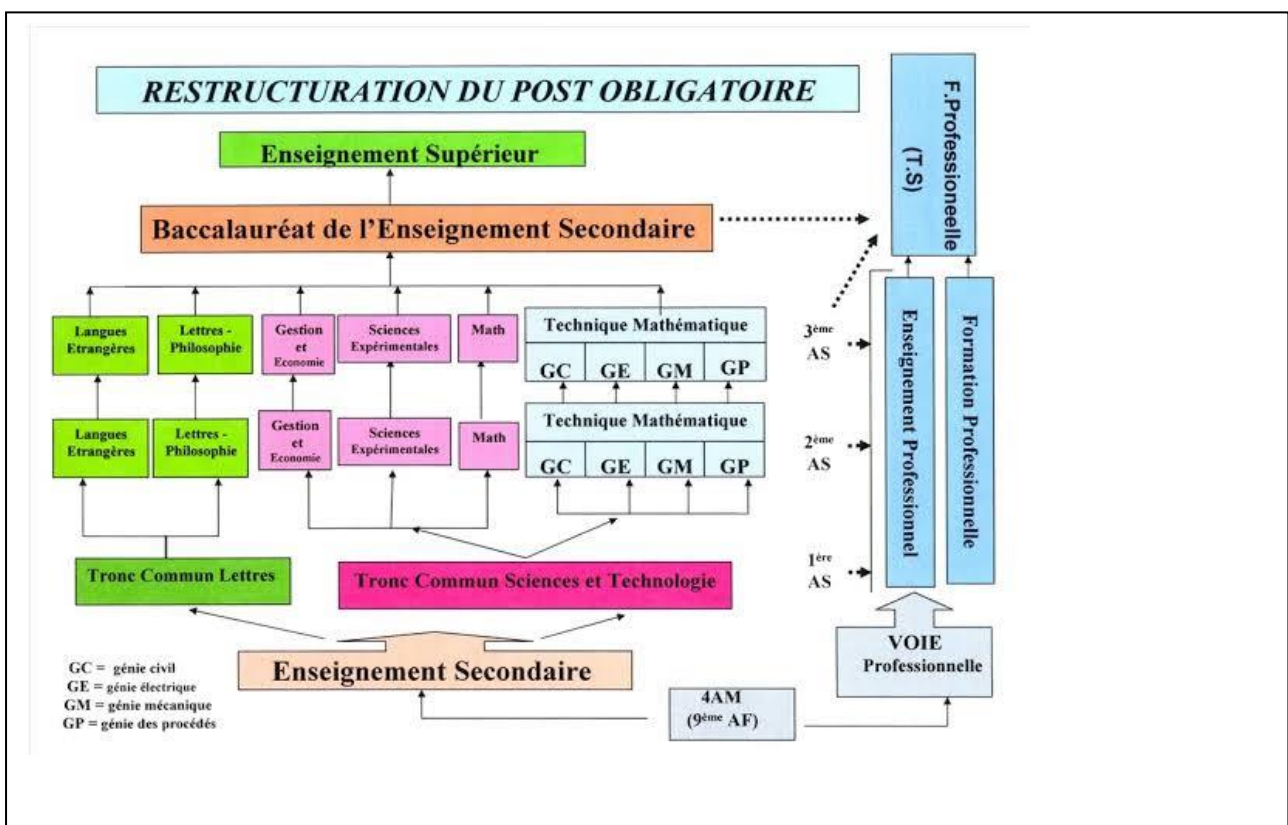 RESTRUCTURATION DU POST OBLIGATOIRE
F.Professioneelle
(T.S)
Enseignement Supérieur
Baccalauréat de l'Enseignement Secondaire
Langues
Etrangères
Lettres -
Philosophie
Gestion
et
Economie
Sciences
Expérimentales
Math
Technique Mathématique
GC
GE
GM
GP
3ème
AS
Langues
Etrangères
Lettres -
Philosophie
Gestion
et
Economie
Sciences
Expérimentales
Math
Technique Mathématique
GC
GE
GM
GP
2ème
AS
Enseignement Professionnel
Formation Professionnelle
Tronc Commun Lettres
Tronc Commun Sciences et Technologie
1ère
AS
Enseignement Secondaire
VOIE
Professionnelle
4AM
(9ème AF)
GC = génie civil
GE = génie électrique
GM = génie mécanique
GP = génie des procédés